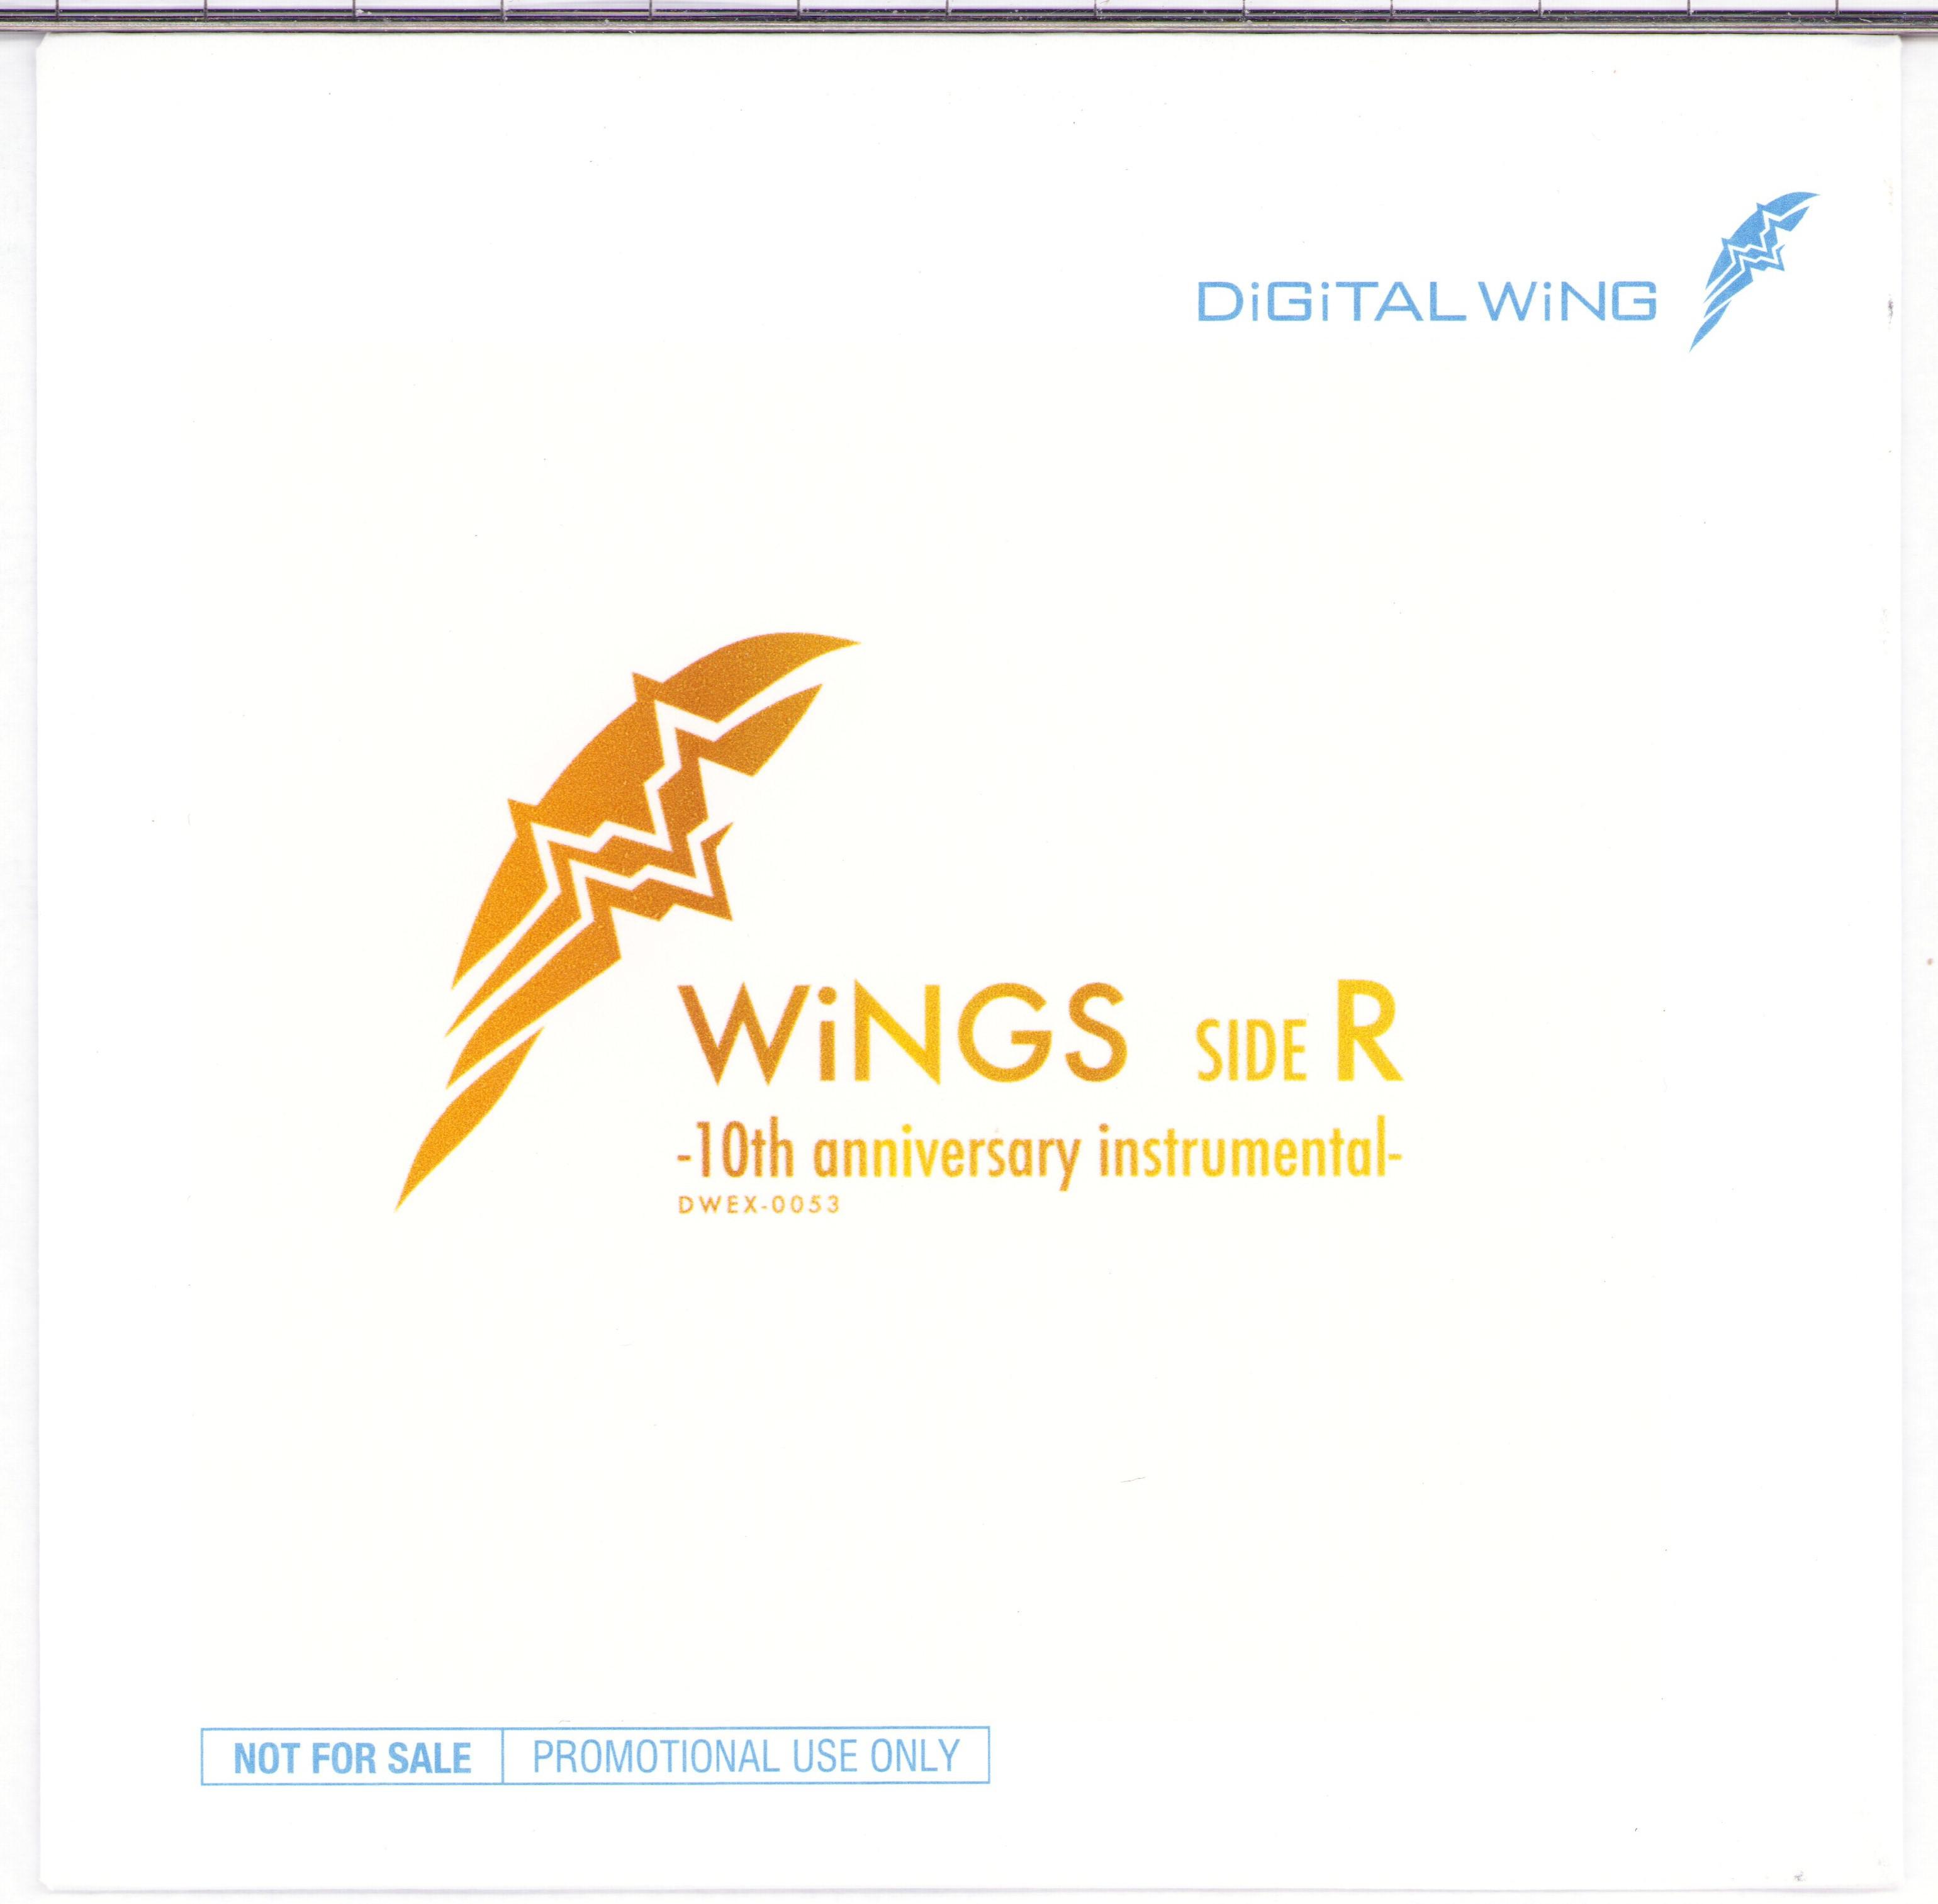 DiGiTAL WiNG
WiNGS SIDE R
-10th anniversary instrumental-
DWEX-0053
NOT FOR SALE PROMOTIONAL USE ONLY